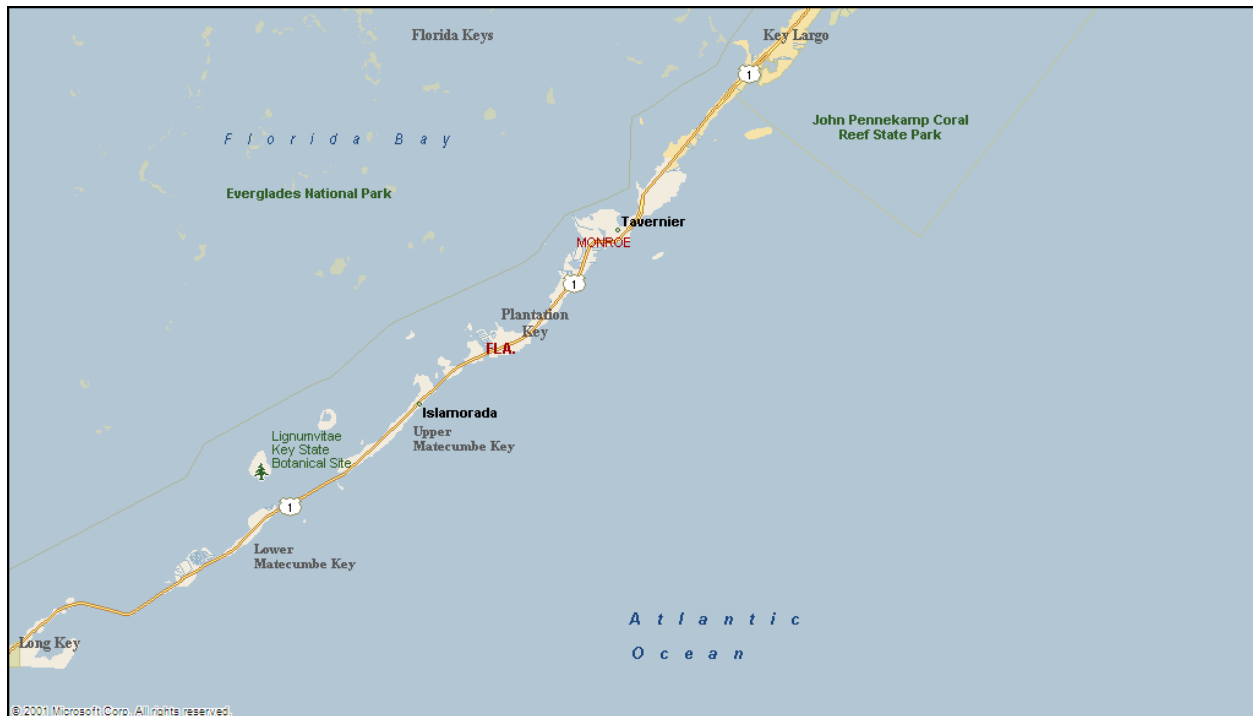 Florida Keys
Key Largo
1
John Pennekamp Coral
Reef State Park
Florida Bay
Everglades National Park
Tavernier
MONROE
1
Plantation
Key
FLA.
Islamorada
Upper
Matecumbe Key
Lignumvitae
Key State
Botanical Site
1
Lower
Matecumbe Key
Atlantic
Ocean
Long Key
© 2001 Microsoft Corp. All rights reserved.